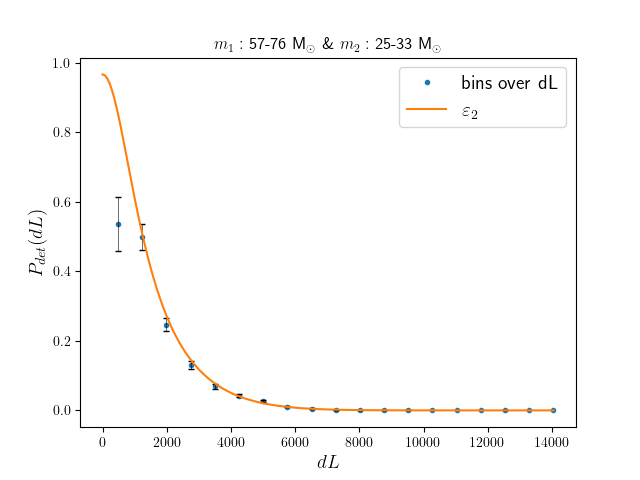 m₁ : 57-76 M⊙ & m₂ : 25-33 M⊙
bins over dL
ε₂
P_det(dL)
1.0
0.8
0.6
0.4
0.2
0.0
0 2000 4000 6000 8000 10000 12000 14000
dL